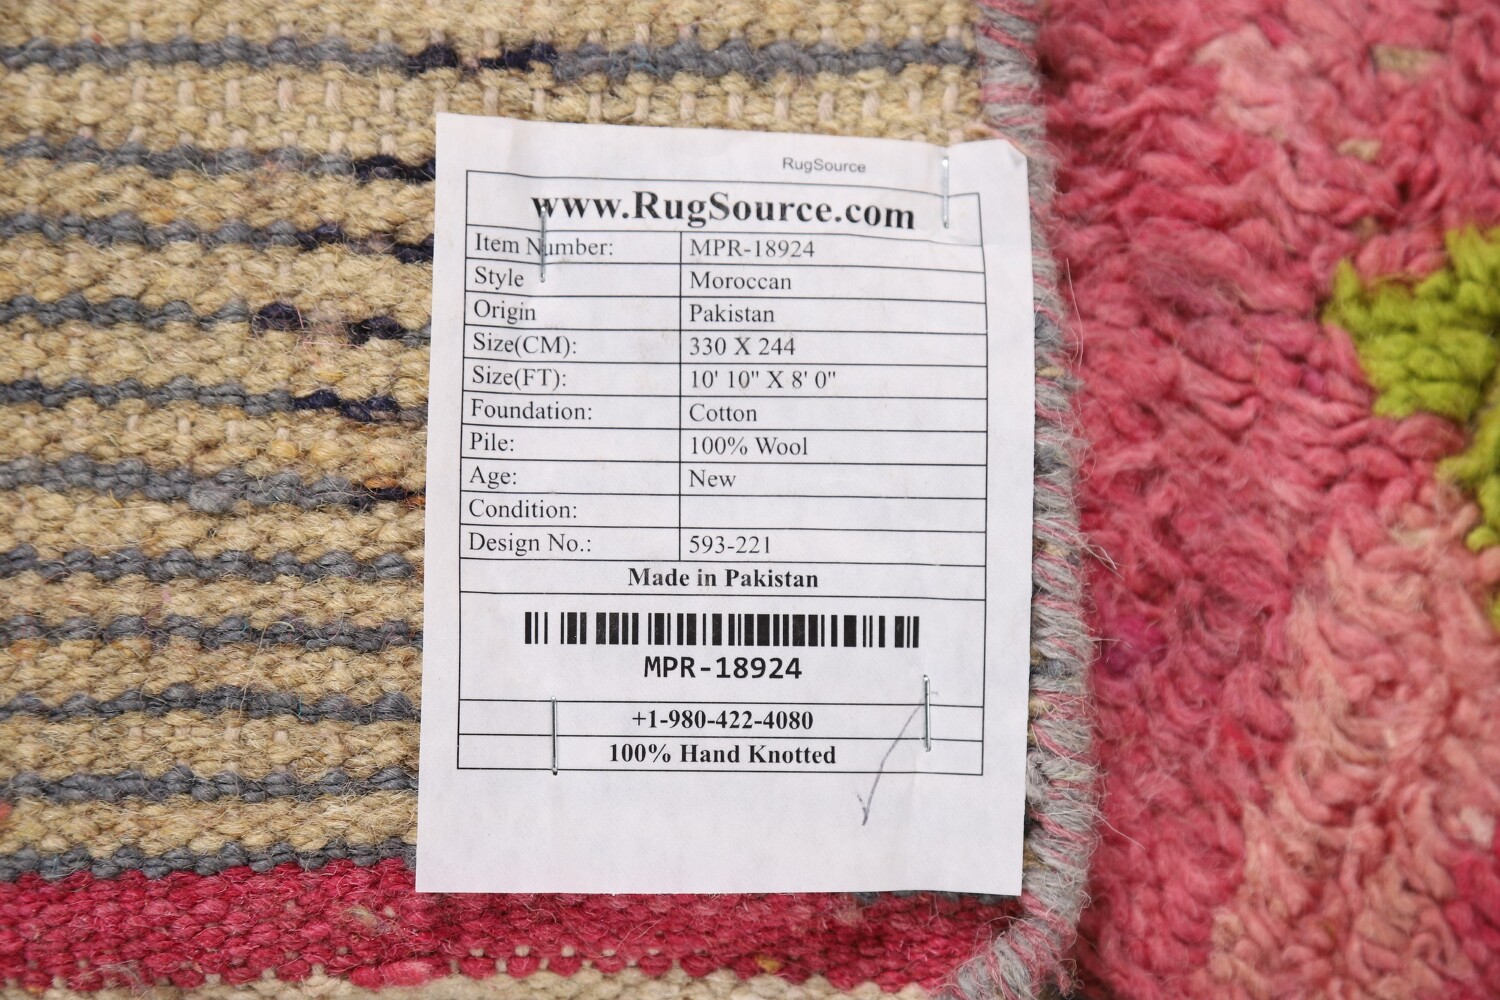 RugSource
www.RugSource.com
Item Number: MPR-18924
Style Moroccan
Origin Pakistan
Size(CM): 330 X 244
Size(FT): 10' 10" X 8' 0"
Foundation: Cotton
Pile: 100% Wool
Age: New
Condition:
Design No.: 593-221
Made in Pakistan
MPR-18924
+1-980-422-4080
100% Hand Knotted